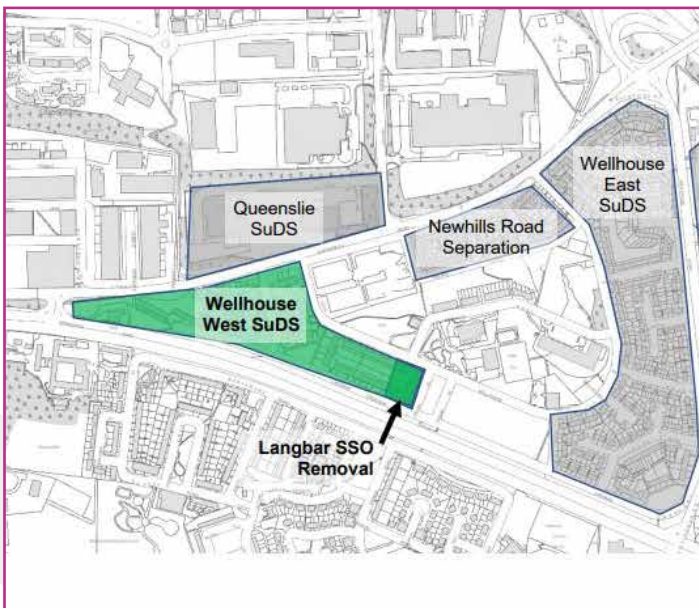 Wellhouse
East
SuDS
Queenslie
SuDS
Newhills Road
Separation
Wellhouse
West SuDS
Langbar SSO
Removal